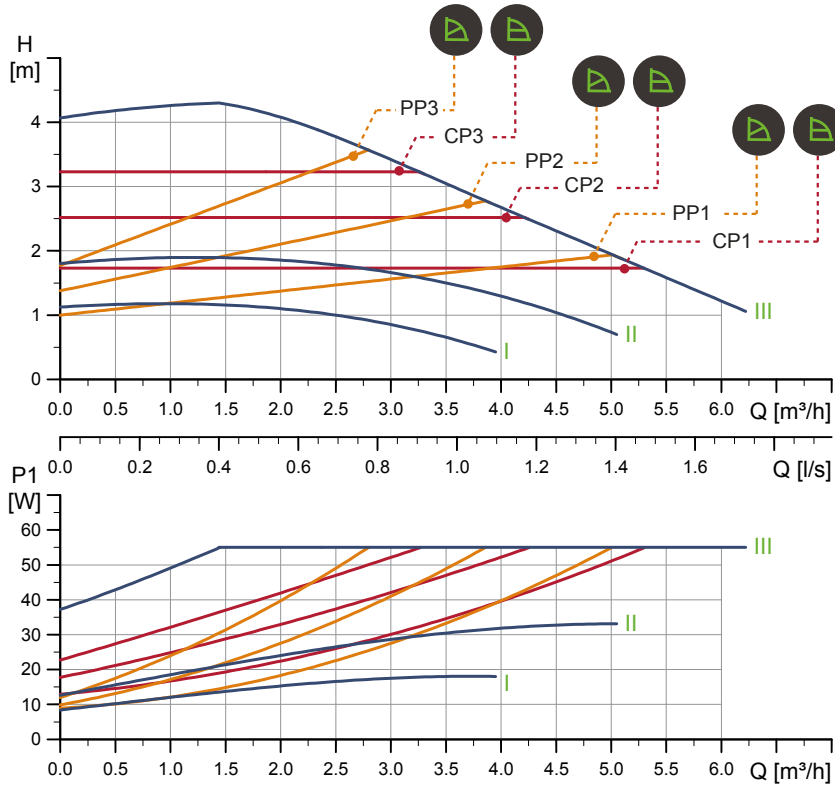 H
[m]
4
3
2
1
0
PP3
CP3
PP2
CP2
PP1
CP1
III
II
I
0.0 0.5 1.0 1.5 2.0 2.5 3.0 3.5 4.0 4.5 5.0 5.5 6.0 Q [m³/h]
0.0 0.2 0.4 0.6 0.8 1.0 1.2 1.4 1.6 Q [l/s]
P1
[W]
60
50
40
30
20
10
0
III
II
I
0.0 0.5 1.0 1.5 2.0 2.5 3.0 3.5 4.0 4.5 5.0 5.5 6.0 Q [m³/h]